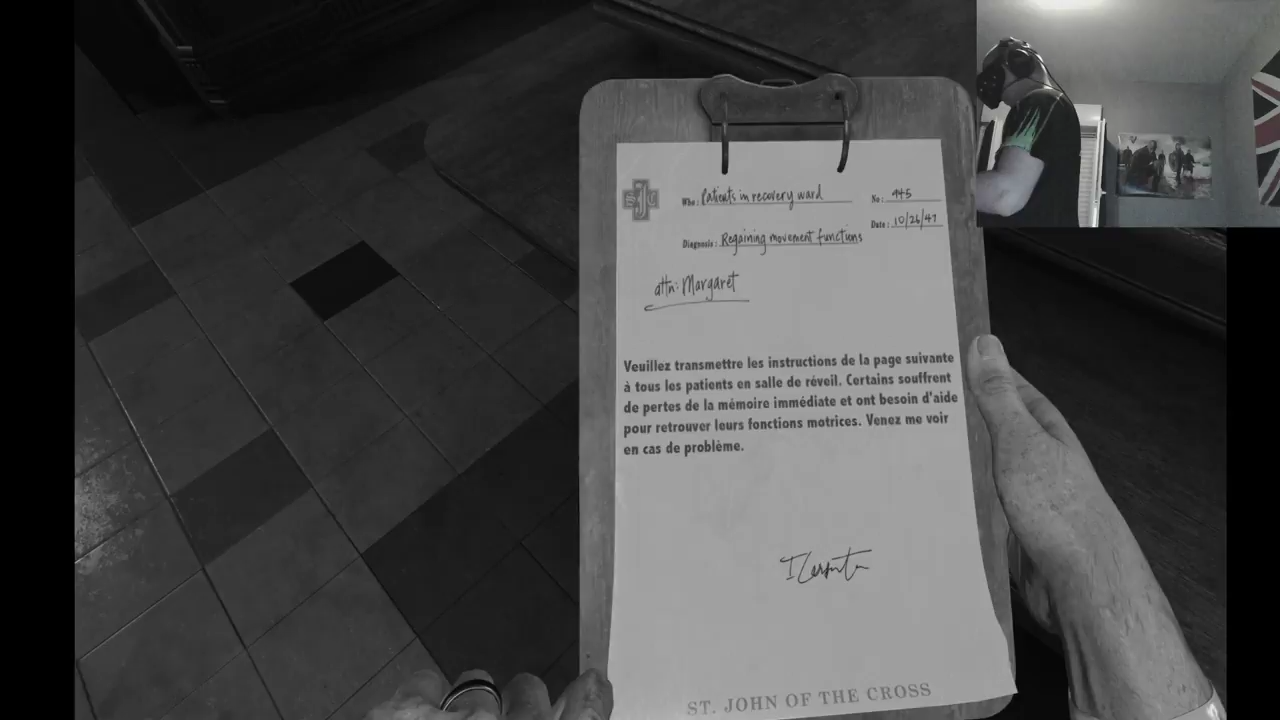 SJC
Who: Patients in recovery ward
No: 945
Date: 10/26/47
Diagnosis: Regaining movement functions
attn: Margaret
Veuillez transmettre les instructions de la page suivante
à tous los patients en salle de réveil. Certains souffrent
de pertes de la mémoire immédiate et ont besoin d'aide
pour retrouver leurs fonctions motrices. Venez me voir
en cas de problème.
ST. JOHN OF THE CROSS